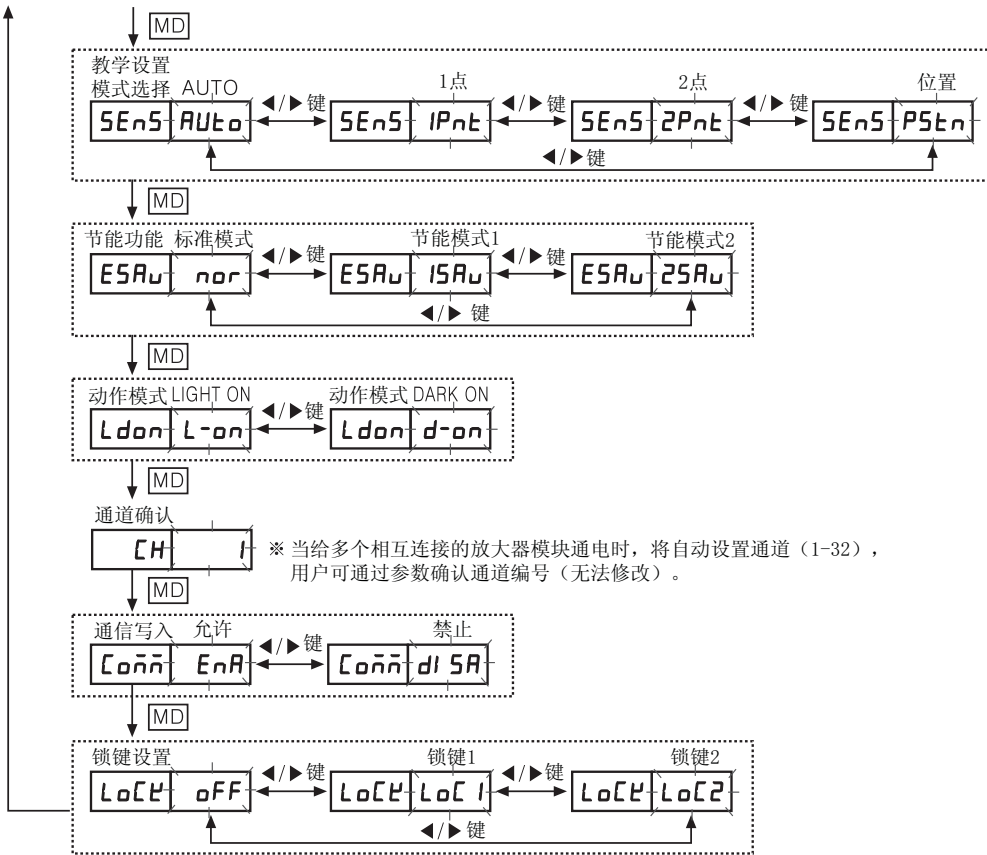 MD
教学设置
模式选择 AUTO 1点 2点 位置
SEnS AUto ◀/▶ 键 SEnS 1Pnt ◀/▶ 键 SEnS 2Pnt ◀/▶ 键 SEnS PStn
◀/▶键
MD
节能功能 标准模式 节能模式1 节能模式2
ESAv nor ◀/▶键 ESAv 1SAv ◀/▶键 ESAv 2SAv
◀/▶ 键
MD
动作模式 LIGHT ON 动作模式 DARK ON
Ldon L-on ◀/▶键 Ldon d-on
MD
通道确认
CH 1 ※ 当给多个相互连接的放大器模块通电时，将自动设置通道（1-32），
用户可通过参数确认通道编号（无法修改）。
MD
通信写入 允许 禁止
Comm EnA ◀/▶键 Comm dISA
MD
锁键设置 锁键1 锁键2
LoCK oFF ◀/▶键 LoCK LoC1 ◀/▶键 LoCK LoC2
◀/▶键